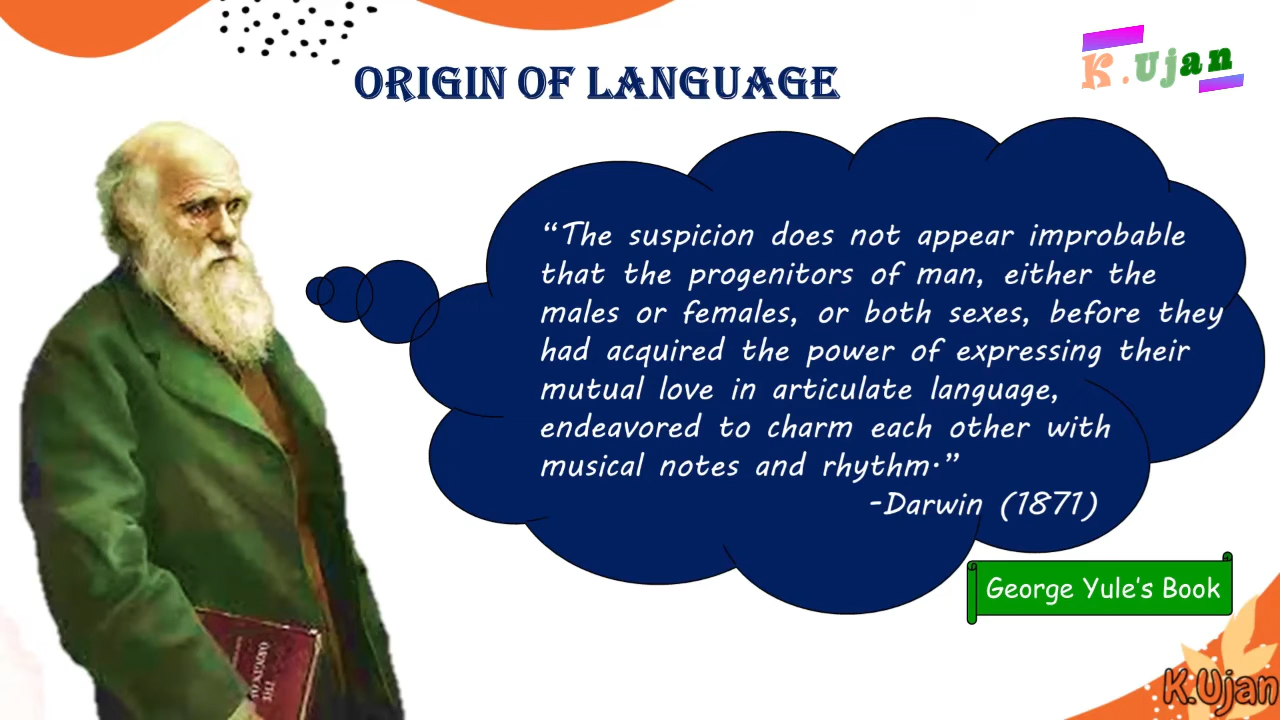 ORIGIN OF LANGUAGE
K.Ujan
“The suspicion does not appear improbable
that the progenitors of man, either the
males or females, or both sexes, before they
had acquired the power of expressing their
mutual love in articulate language,
endeavored to charm each other with
musical notes and rhythm.”
-Darwin (1871)
George Yule’s Book
THE
K.Ujan